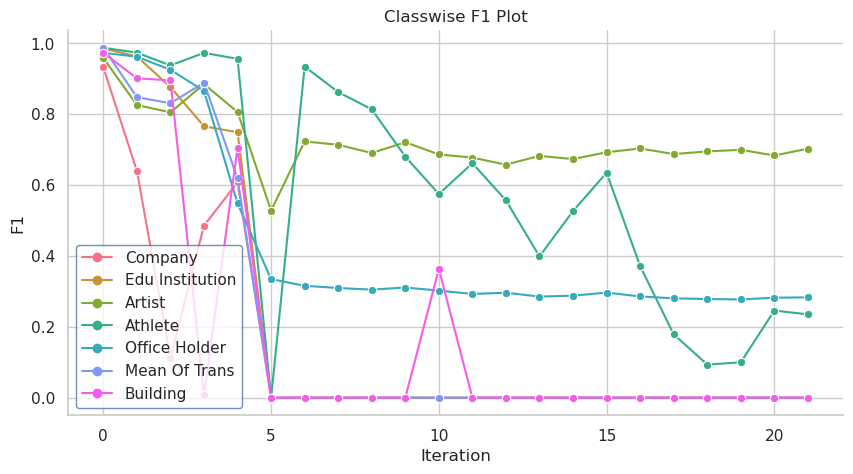 Classwise F1 Plot
F1
1.0
0.8
0.6
0.4
0.2
0.0
Company
Edu Institution
Artist
Athlete
Office Holder
Mean Of Trans
Building
0 5 10 15 20
Iteration